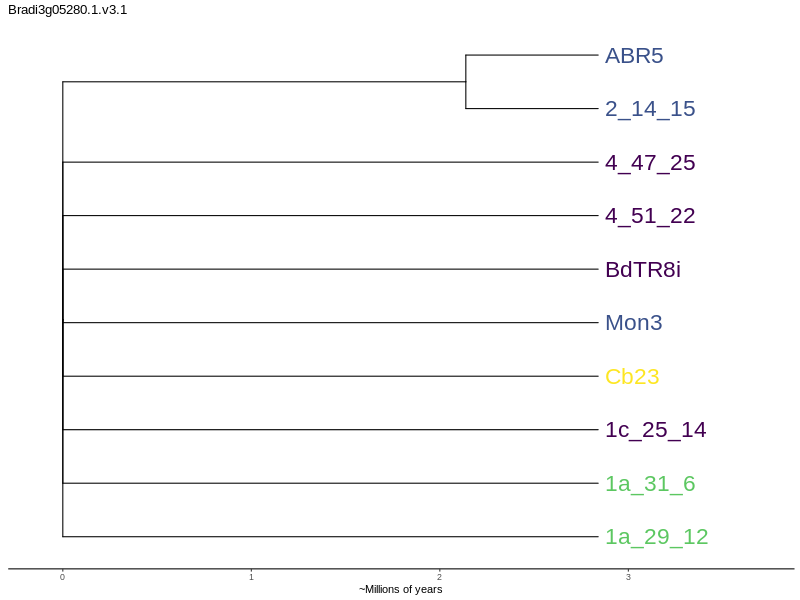 Bradi3g05280.1.v3.1
ABR5
2_14_15
4_47_25
4_51_22
BdTR8i
Mon3
Cb23
1c_25_14
1a_31_6
1a_29_12
0 1 2 3
~Millions of years